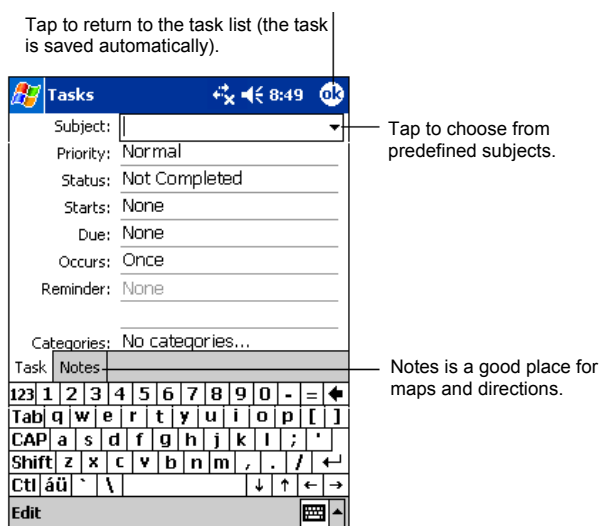 Tap to return to the task list (the task
is saved automatically).
Tasks 8:49 ok
Subject:
Tap to choose from
predefined subjects.
Priority: Normal
Status: Not Completed
Starts: None
Due: None
Occurs: Once
Reminder: None
Categories: No categories...
Task Notes
Notes is a good place for
maps and directions.
123 1 2 3 4 5 6 7 8 9 0 - =
Tab q w e r t y u i o p [ ]
CAP a s d f g h j k l ; '
Shift z x c v b n m , . /
Ctl áü ` \ ↓ ↑ ← →
Edit